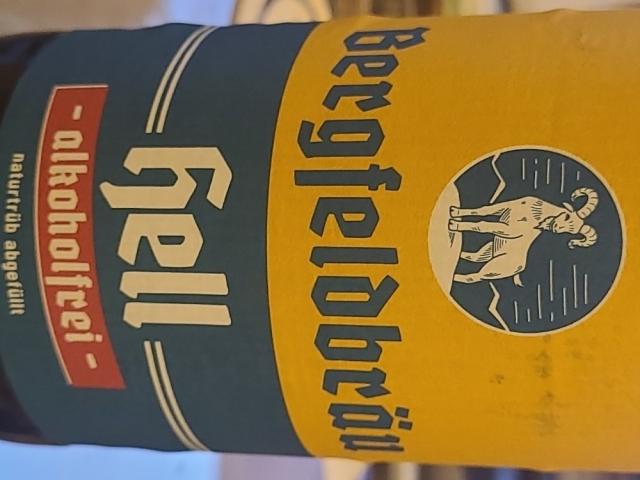 Bergfeldbräu
Hell
- alkoholfrei -
naturtrüb abgefüllt